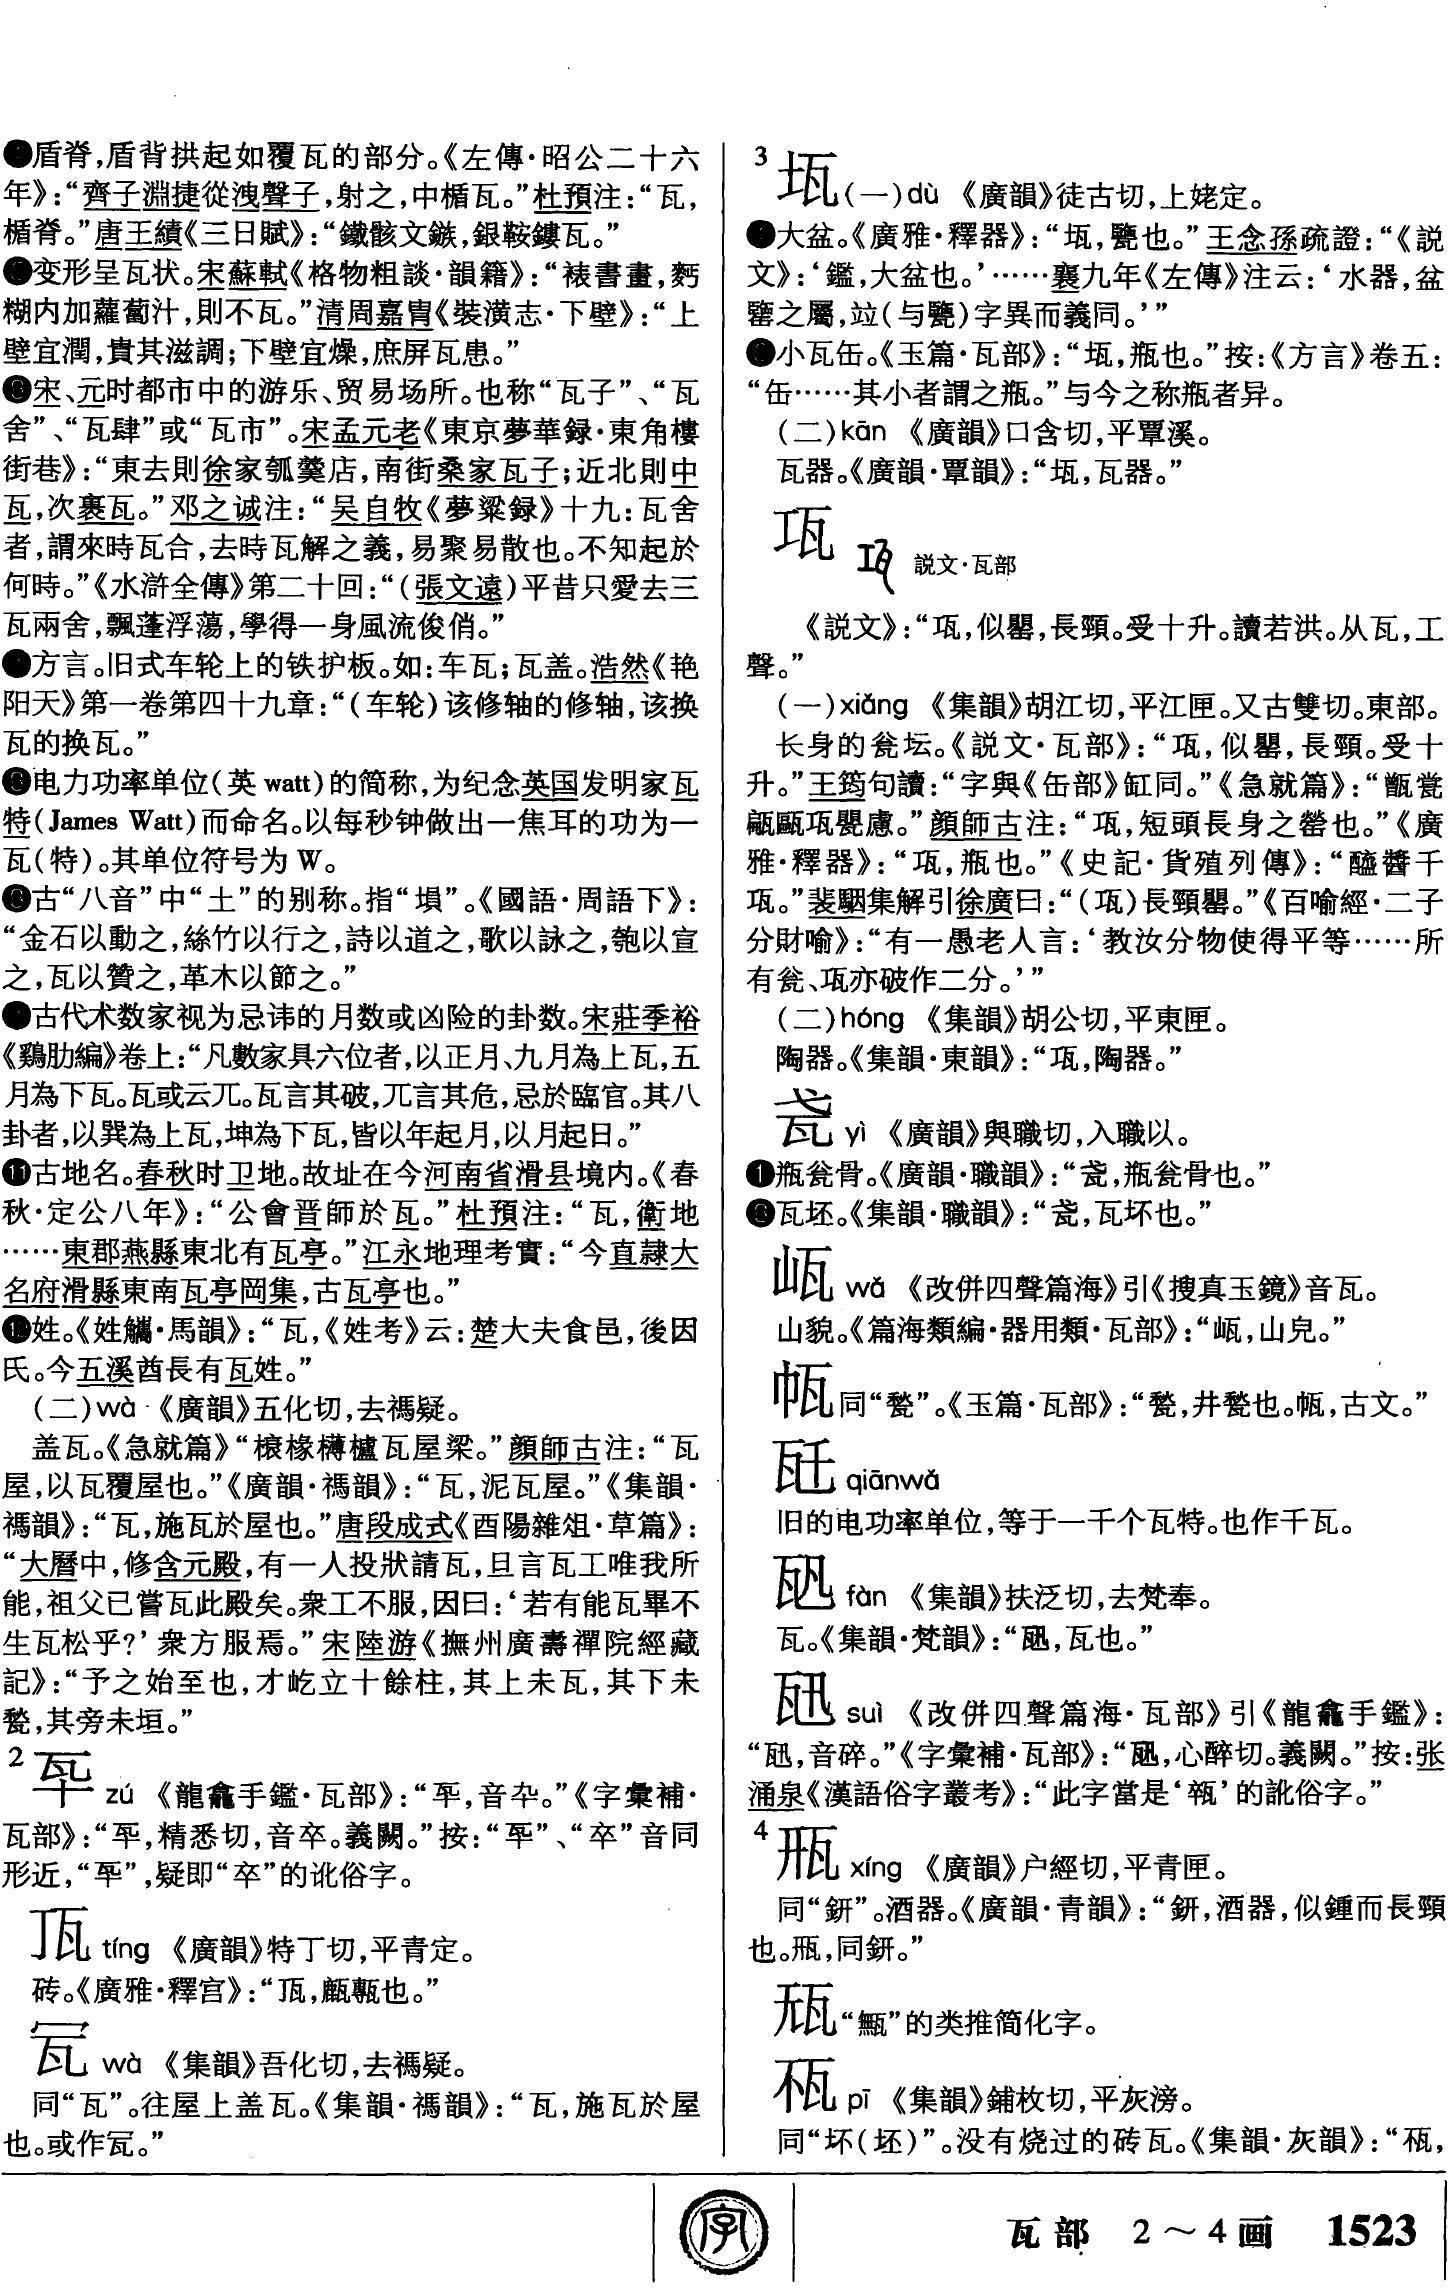 盾脊，盾背拱起如覆瓦的部分。《左傳·昭公二十六
年》：“齊子淵捷從洩聲子，射之，中楯瓦。”杜預注：“瓦，
楯脊。”唐王績《三日賦》：“鐵骸文鏃，銀鞍鏤瓦。”
变形呈瓦状。宋蘇軾《格物粗談·韻籍》：“裱書畫，麪
糊内加蘿蔔汁，則不瓦。”清周嘉胄《裝潢志·下壁》：“上
壁宜潤，貴其滋調；下壁宜燥，庶屏瓦患。”
宋、元时都市中的游乐、贸易场所。也称“瓦子”、“瓦
舍”、“瓦肆”或“瓦市”。宋孟元老《東京夢華録·東角樓
街巷》：“東去則徐家瓠羹店，南街桑家瓦子；近北則中
瓦，次裹瓦。”邓之诚注：“吴自牧《夢粱録》十九：瓦舍
者，謂來時瓦合，去時瓦解之義，易聚易散也。不知起於
何時。”《水滸全傳》第二十回：“（張文遠）平昔只愛去三
瓦兩舍，飄蓬浮蕩，學得一身風流俊俏。”
方言。旧式车轮上的铁护板。如：车瓦；瓦盖。浩然《艳
阳天》第一卷第四十九章：“（车轮）该修轴的修轴，该换
瓦的换瓦。”
电力功率单位（英 watt）的简称，为纪念英国发明家瓦
特（James Watt）而命名。以每秒钟做出一焦耳的功为一
瓦（特）。其单位符号为 W。
古“八音”中“土”的别称。指“塤”。《國語·周語下》：
“金石以動之，絲竹以行之，詩以道之，歌以詠之，匏以宣
之，瓦以贊之，革木以節之。”
古代术数家视为忌讳的月数或凶险的卦数。宋莊季裕
《鷄肋編》卷上：“凡數家具六位者，以正月、九月為上瓦，五
月為下瓦。瓦或云兀。瓦言其破，兀言其危，忌於臨官。其八
卦者，以巽為上瓦，坤為下瓦，皆以年起月，以月起日。”
⓫古地名。春秋时卫地。故址在今河南省滑县境内。《春
秋·定公八年》：“公會晋師於瓦。”杜預注：“瓦，衛地
……東郡燕縣東北有瓦亭。”江永地理考實：“今直隷大
名府滑縣東南瓦亭岡集，古瓦亭也。”
姓。《姓觿·馬韻》：“瓦，《姓考》云：楚大夫食邑，後因
氏。今五溪酋長有瓦姓。”
（二）wà 《廣韻》五化切，去禡疑。
盖瓦。《急就篇》“榱椽欂櫨瓦屋梁。”顔師古注：“瓦
屋，以瓦覆屋也。”《廣韻·禡韻》：“瓦，泥瓦屋。”《集韻·
禡韻》：“瓦，施瓦於屋也。”唐段成式《酉陽雜俎·草篇》：
“大曆中，修含元殿，有一人投狀請瓦，且言瓦工唯我所
能，祖父已嘗瓦此殿矣。衆工不服，因曰：‘若有能瓦畢不
生瓦松乎？’衆方服焉。”宋陸游《撫州廣壽禪院經藏
記》：“予之始至也，才屹立十餘柱，其上未瓦，其下未
甃，其旁未垣。”
2
zú 《龍龕手鑑·瓦部》：“，音卆。”《字彙補·
瓦部》：“，精悉切，音卒。義闕。”按：“”、“卒”音同
形近，“”，疑即“卒”的讹俗字。
㼗 tíng 《廣韻》特丁切，平青定。
砖。《廣雅·釋宫》：“㼗，甂甎也。”
wà 《集韻》吾化切，去禡疑。
同“瓦”。往屋上盖瓦。《集韻·禡韻》：“瓦，施瓦於屋
也。或作。”
3
（一）dù 《廣韻》徒古切，上姥定。
大盆。《廣雅·釋器》：“，甖也。”王念孫疏證：“《説
文》：‘鑑，大盆也。’……襄九年《左傳》注云：‘水器，盆
罌之屬，竝（与甖）字異而義同。’”
小瓦缶。《玉篇·瓦部》：“，瓶也。”按：《方言》卷五：
“缶……其小者謂之瓶。”与今之称瓶者异。
（二）kān 《廣韻》口含切，平覃溪。
瓦器。《廣韻·覃韻》：“，瓦器。”
瓨 説文·瓦部
《説文》：“瓨，似罌，長頸。受十升。讀若洪。从瓦，工
聲。”
（一）xiáng 《集韻》胡江切，平江匣。又古雙切。東部。
长身的瓮坛。《説文·瓦部》：“瓨，似罌，長頸。受十
升。”王筠句讀：“字與《缶部》缸同。”《急就篇》：“甑瓽
甌瓨甖慮。”顔師古注：“瓨，短頭長身之罃也。”《廣
雅·釋器》：“瓨，瓶也。”《史記·貨殖列傳》：“醯醬千
瓨。”裴駰集解引徐廣曰：“（瓨）長頸罌。”《百喻經·二子
分財喻》：“有一愚老人言：‘教汝分物使得平等……所
有瓮、瓨亦破作二分。’”
（二）hóng 《集韻》胡公切，平東匣。
陶器。《集韻·東韻》：“瓨，陶器。”
㼢 yì 《廣韻》與職切，入職以。
❶瓶瓮骨。《廣韻·職韻》：“㼢，瓶瓮骨也。”
瓦坯。《集韻·職韻》：“㼢，瓦坏也。”
wǎ 《改併四聲篇海》引《搜真玉鏡》音瓦。
山貌。《篇海類編·器用類·瓦部》：“，山皃。”
同“甃”。《玉篇·瓦部》：“甃，井甃也。，古文。”
瓩 qiānwǎ
旧的电功率单位，等于一千个瓦特。也作千瓦。
fàn 《集韻》扶泛切，去梵奉。
瓦。《集韻·梵韻》：“，瓦也。”
suì 《改併四聲篇海·瓦部》引《龍龕手鑑》：
“，音碎。”《字彙補·瓦部》：“，心醉切。義闕。”按：张
涌泉《漢語俗字叢考》：“此字當是‘㼥’的訛俗字。”
4
xíng 《廣韻》户經切，平青匣。
同“鈃”。酒器。《廣韻·青韻》：“鈃，酒器，似鍾而長頸
也。，同鈃。”
“甒”的类推简化字。
pī 《集韻》鋪枚切，平灰滂。
同“坏（坯）”。没有烧过的砖瓦。《集韻·灰韻》：“，
字
瓦部 2～4画 1523